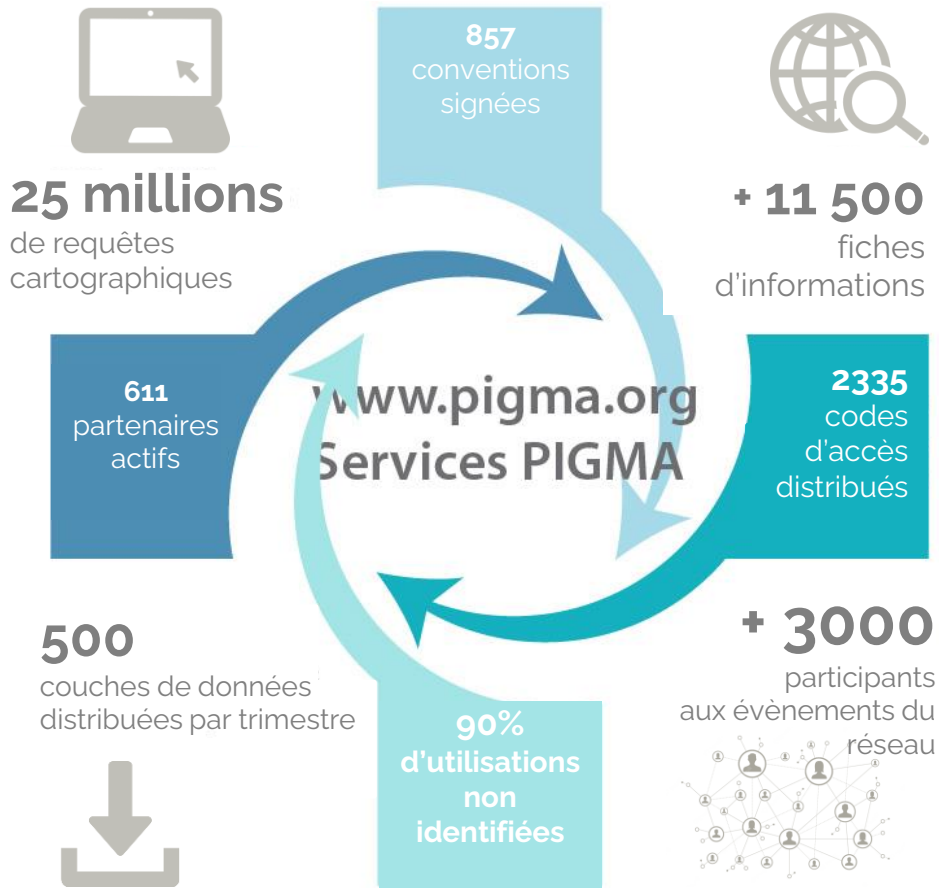 857
conventions
signées
25 millions
de requêtes
cartographiques
+ 11 500
fiches
d'informations
611
partenaires
actifs
www.pigma.org
Services PIGMA
2335
codes
d'accès
distribués
500
couches de données
distribuées par trimestre
90%
d'utilisations
non
identifiées
+ 3000
participants
aux évènements du
réseau